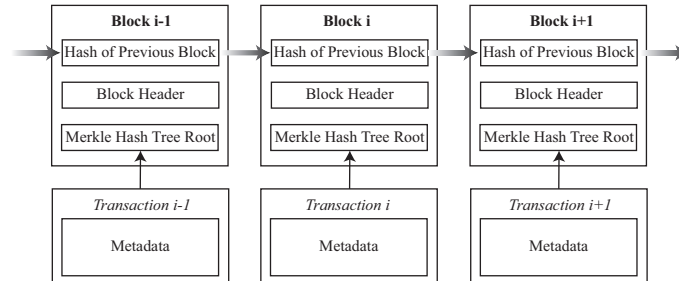 Block i-1
Hash of Previous Block
Block Header
Merkle Hash Tree Root
Transaction i-1
Metadata
Block i
Hash of Previous Block
Block Header
Merkle Hash Tree Root
Transaction i
Metadata
Block i+1
Hash of Previous Block
Block Header
Merkle Hash Tree Root
Transaction i+1
Metadata